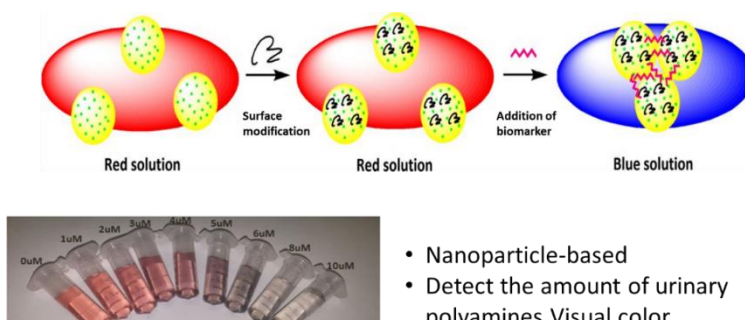 Surface
modification
Addition of
biomarker
Red solution
Red solution
Blue solution
0uM
1uM
2uM
3uM
4uM
5uM
6uM
8uM
10uM
• Nanoparticle-based
• Detect the amount of urinary
polyamines Visual color